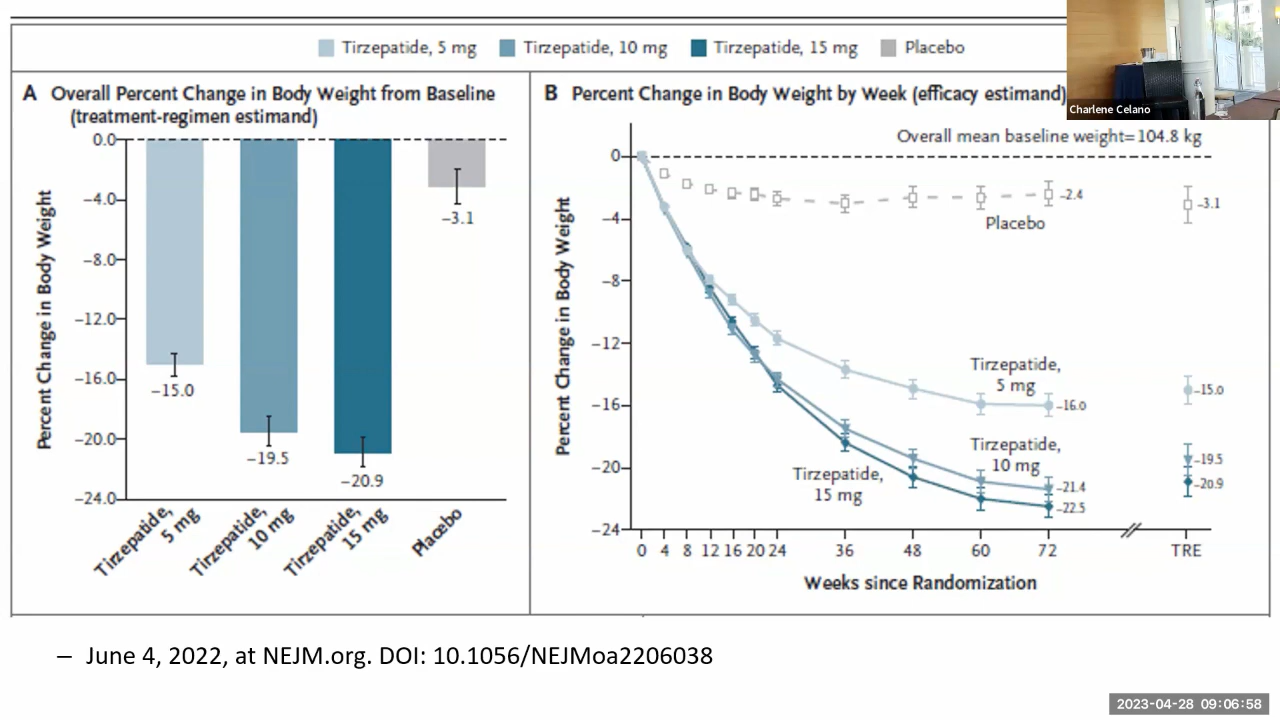 Tirzepatide, 5 mg
Tirzepatide, 10 mg
Tirzepatide, 15 mg
Placebo
Charlene Celano
A Overall Percent Change in Body Weight from Baseline
(treatment-regimen estimand)
Percent Change in Body Weight
0.0
−4.0
−8.0
−12.0
−16.0
−20.0
−24.0
−15.0
−19.5
−20.9
−3.1
Tirzepatide,
5 mg
Tirzepatide,
10 mg
Tirzepatide,
15 mg
Placebo
B Percent Change in Body Weight by Week (efficacy estimand)
Overall mean baseline weight=104.8 kg
Percent Change in Body Weight
0
−4
−8
−12
−16
−20
−24
−2.4
Placebo
−3.1
Tirzepatide,
5 mg
−16.0
−15.0
Tirzepatide,
10 mg
−21.4
−19.5
Tirzepatide,
15 mg
−22.5
−20.9
0 4 8 12 16 20 24 36 48 60 72 TRE
Weeks since Randomization
– June 4, 2022, at NEJM.org. DOI: 10.1056/NEJMoa2206038
2023-04-28 09:06:58